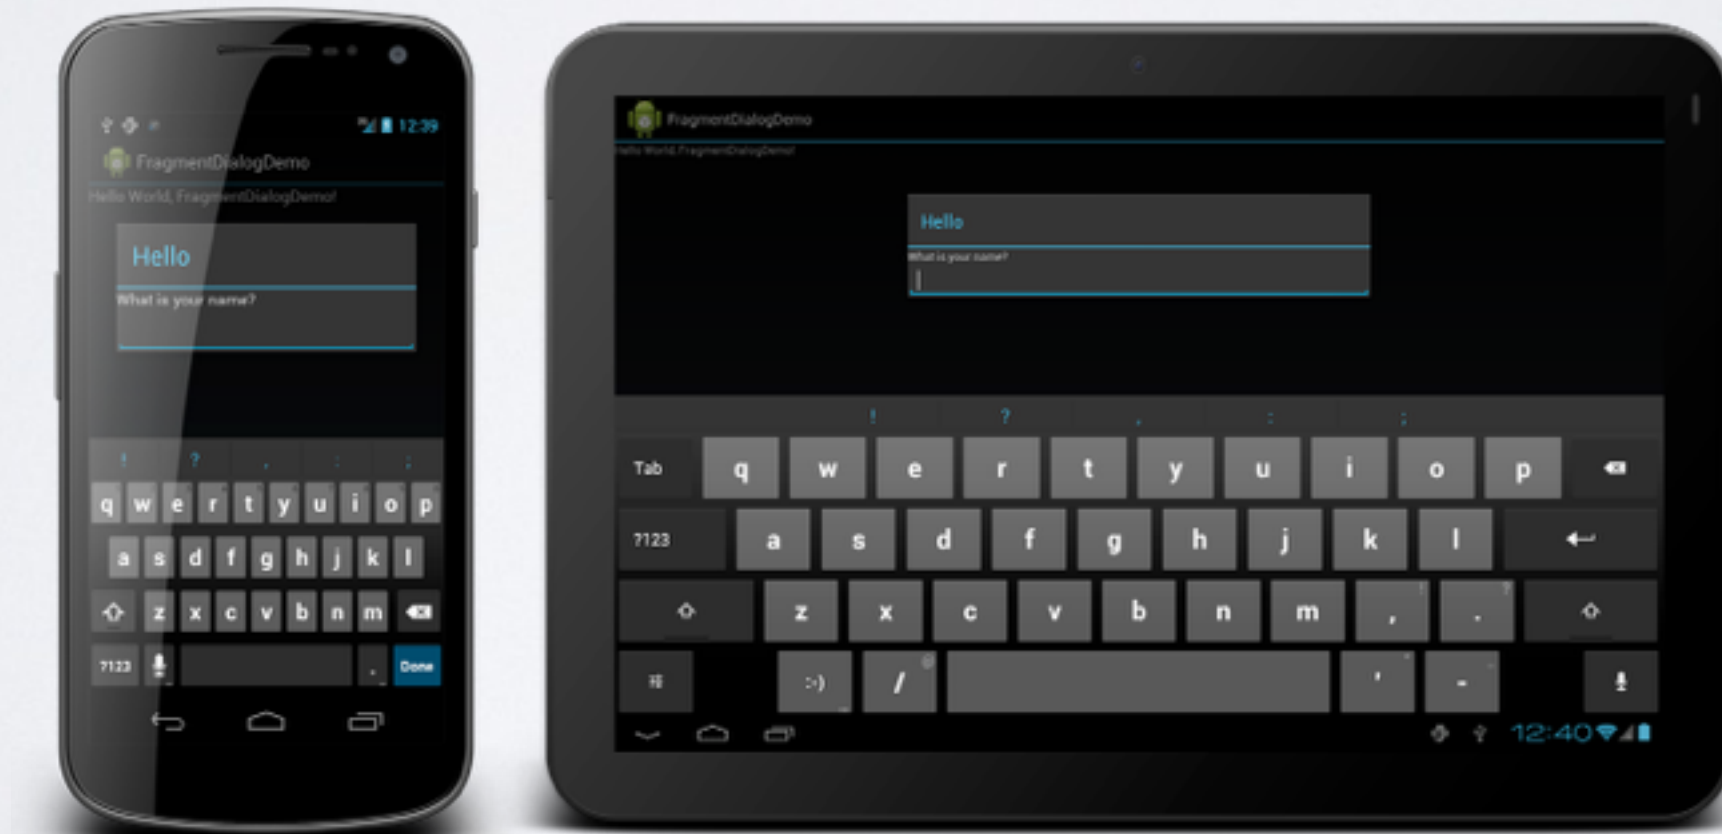 12:39
FragmentDialogDemo
Hello World, FragmentDialogDemo!
Hello
What is your name?
! ? , : ;
q w e r t y u i o p
a s d f g h j k l
z x c v b n m
?123 . Done
FragmentDialogDemo
Hello World, FragmentDialogDemo!
Hello
What is your name?
! ? , : ;
Tab q w e r t y u i o p
?123 a s d f g h j k l
z x c v b n m , ! . ?
:-) / @ ' " - _
12:40